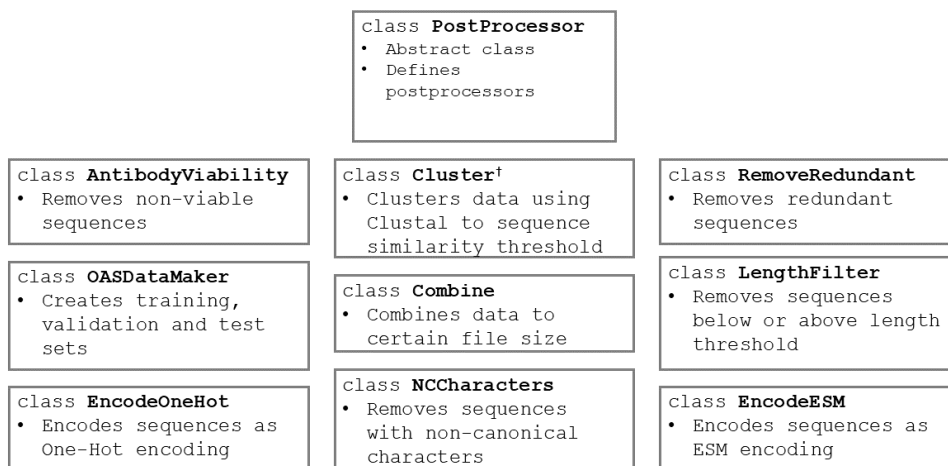 class PostProcessor
• Abstract class
• Defines
postprocessors
class AntibodyViability
• Removes non-viable
sequences
class Cluster†
• Clusters data using
Clustal to sequence
similarity threshold
class RemoveRedundant
• Removes redundant
sequences
class OASDataMaker
• Creates training,
validation and test
sets
class Combine
• Combines data to
certain file size
class LengthFilter
• Removes sequences
below or above length
threshold
class EncodeOneHot
• Encodes sequences as
One-Hot encoding
class NCCharacters
• Removes sequences
with non-canonical
characters
class EncodeESM
• Encodes sequences as
ESM encoding